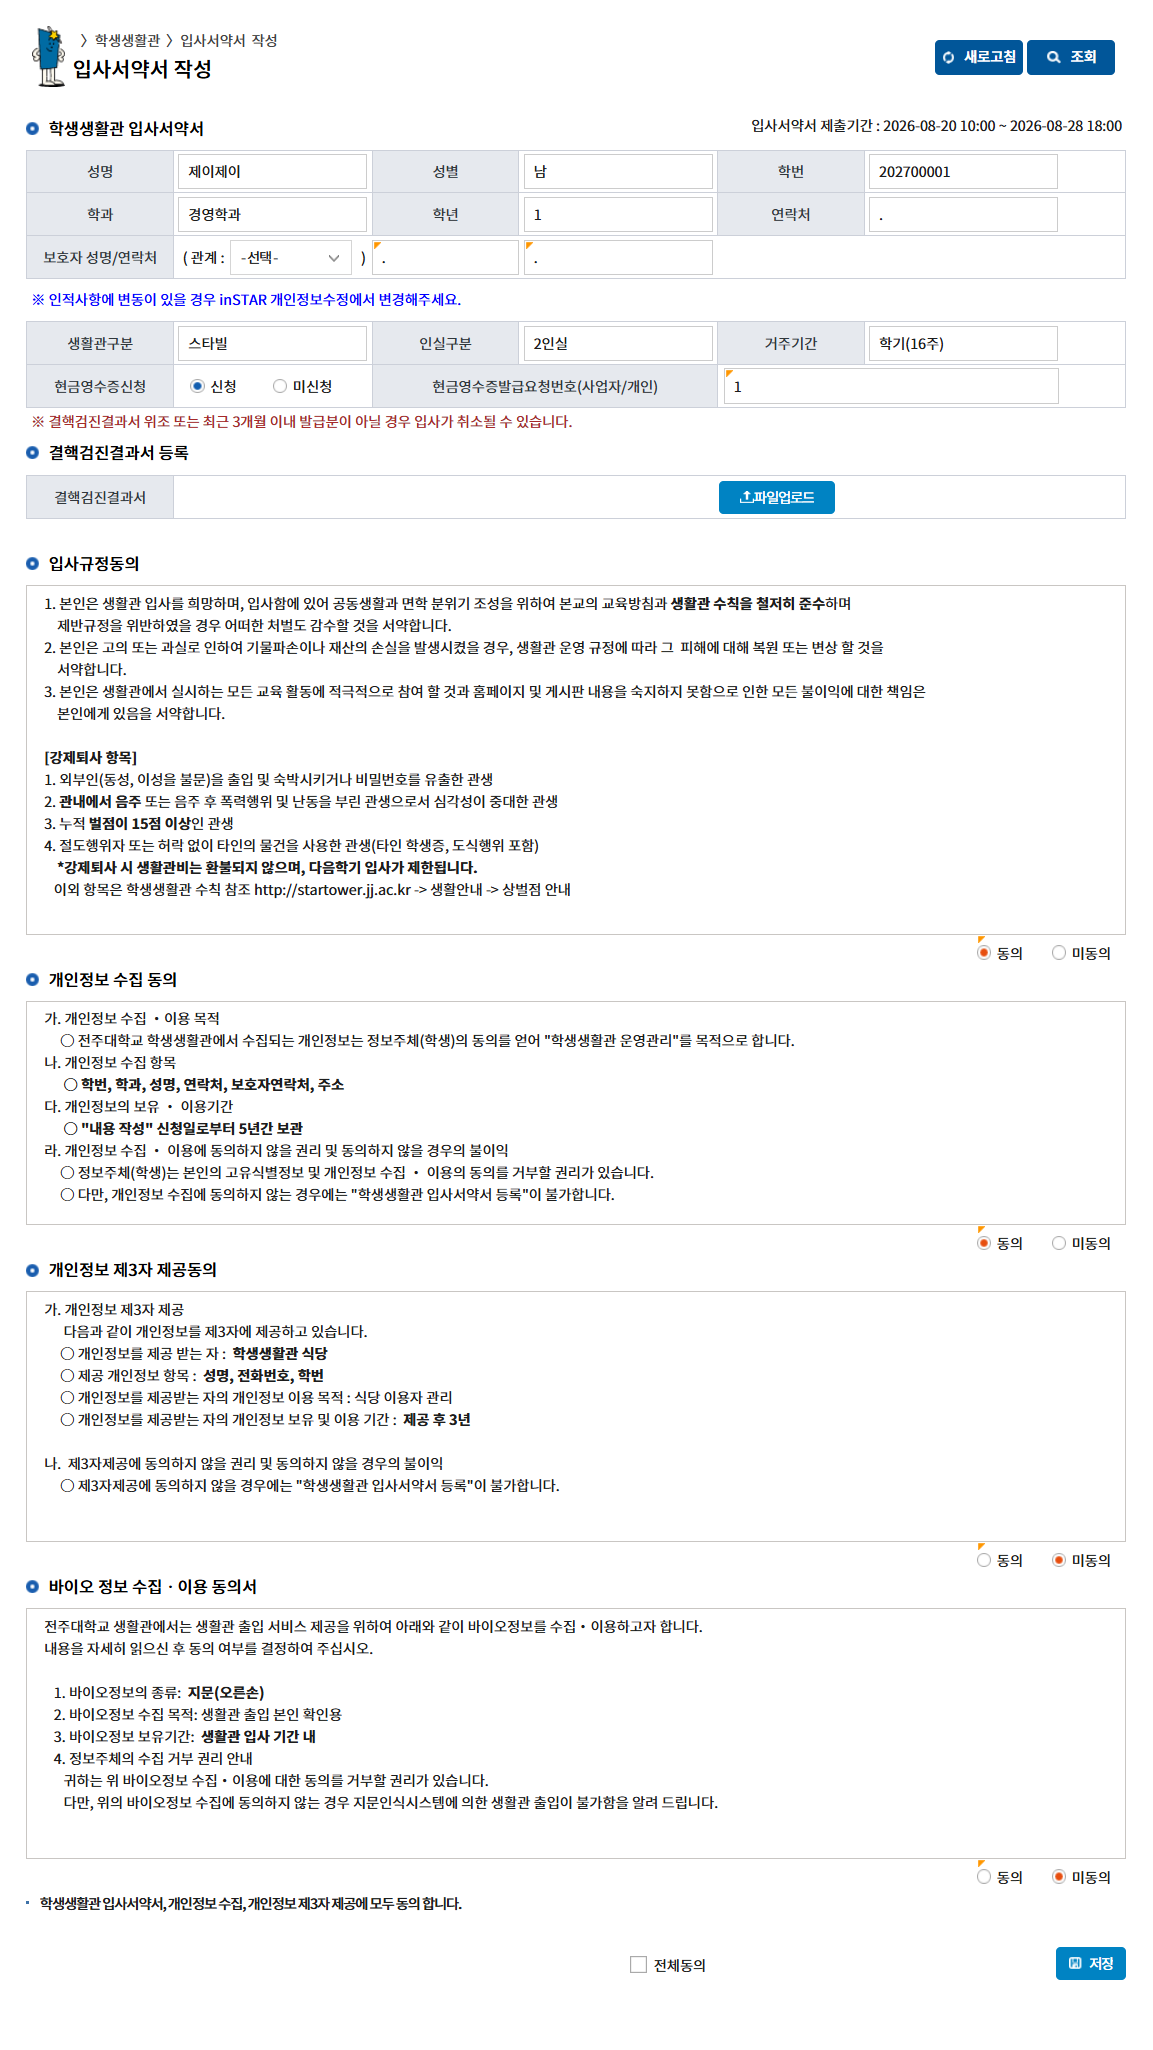 〉 학생생활관 〉 입사서약서 작성
입사서약서 작성
새로고침
조회
학생생활관 입사서약서
입사서약서 제출기간 : 2026-08-20 10:00 ~ 2026-08-28 18:00
성명 제이제이 성별 남 학번 202700001
학과 경영학과 학년 1 연락처 .
보호자 성명/연락처 ( 관계 : -선택- ) . .
※ 인적사항에 변동이 있을 경우 inSTAR 개인정보수정에서 변경해주세요.
생활관구분 스타빌 인실구분 2인실 거주기간 학기(16주)
현금영수증신청 신청 미신청 현금영수증발급요청번호(사업자/개인) 1
※ 결핵검진결과서 위조 또는 최근 3개월 이내 발급분이 아닐 경우 입사가 취소될 수 있습니다.
결핵검진결과서 등록
결핵검진결과서 파일업로드
입사규정동의
1. 본인은 생활관 입사를 희망하며, 입사함에 있어 공동생활과 면학 분위기 조성을 위하여 본교의 교육방침과 생활관 수칙을 철저히 준수하며
제반규정을 위반하였을 경우 어떠한 처벌도 감수할 것을 서약합니다.
2. 본인은 고의 또는 과실로 인하여 기물파손이나 재산의 손실을 발생시켰을 경우, 생활관 운영 규정에 따라 그 피해에 대해 복원 또는 변상 할 것을
서약합니다.
3. 본인은 생활관에서 실시하는 모든 교육 활동에 적극적으로 참여 할 것과 홈페이지 및 게시판 내용을 숙지하지 못함으로 인한 모든 불이익에 대한 책임은
본인에게 있음을 서약합니다.
[강제퇴사 항목]
1. 외부인(동성, 이성을 불문)을 출입 및 숙박시키거나 비밀번호를 유출한 관생
2. 관내에서 음주 또는 음주 후 폭력행위 및 난동을 부린 관생으로서 심각성이 중대한 관생
3. 누적 벌점이 15점 이상인 관생
4. 절도행위자 또는 허락 없이 타인의 물건을 사용한 관생(타인 학생증, 도식행위 포함)
*강제퇴사 시 생활관비는 환불되지 않으며, 다음학기 입사가 제한됩니다.
이외 항목은 학생생활관 수칙 참조 http://startower.jj.ac.kr -> 생활안내 -> 상벌점 안내
동의 미동의
개인정보 수집 동의
가. 개인정보 수집 ・이용 목적
○ 전주대학교 학생생활관에서 수집되는 개인정보는 정보주체(학생)의 동의를 얻어 "학생생활관 운영관리"를 목적으로 합니다.
나. 개인정보 수집 항목
○ 학번, 학과, 성명, 연락처, 보호자연락처, 주소
다. 개인정보의 보유 ・ 이용기간
○ "내용 작성" 신청일로부터 5년간 보관
라. 개인정보 수집 ・ 이용에 동의하지 않을 권리 및 동의하지 않을 경우의 불이익
○ 정보주체(학생)는 본인의 고유식별정보 및 개인정보 수집 ・ 이용의 동의를 거부할 권리가 있습니다.
○ 다만, 개인정보 수집에 동의하지 않는 경우에는 "학생생활관 입사서약서 등록"이 불가합니다.
동의 미동의
개인정보 제3자 제공동의
가. 개인정보 제3자 제공
다음과 같이 개인정보를 제3자에 제공하고 있습니다.
○ 개인정보를 제공 받는 자 : 학생생활관 식당
○ 제공 개인정보 항목 : 성명, 전화번호, 학번
○ 개인정보를 제공받는 자의 개인정보 이용 목적 : 식당 이용자 관리
○ 개인정보를 제공받는 자의 개인정보 보유 및 이용 기간 : 제공 후 3년
나. 제3자제공에 동의하지 않을 권리 및 동의하지 않을 경우의 불이익
○ 제3자제공에 동의하지 않을 경우에는 "학생생활관 입사서약서 등록"이 불가합니다.
동의 미동의
바이오 정보 수집 · 이용 동의서
전주대학교 생활관에서는 생활관 출입 서비스 제공을 위하여 아래와 같이 바이오정보를 수집・이용하고자 합니다.
내용을 자세히 읽으신 후 동의 여부를 결정하여 주십시오.
1. 바이오정보의 종류: 지문(오른손)
2. 바이오정보 수집 목적: 생활관 출입 본인 확인용
3. 바이오정보 보유기간: 생활관 입사 기간 내
4. 정보주체의 수집 거부 권리 안내
귀하는 위 바이오정보 수집・이용에 대한 동의를 거부할 권리가 있습니다.
다만, 위의 바이오정보 수집에 동의하지 않는 경우 지문인식시스템에 의한 생활관 출입이 불가함을 알려 드립니다.
동의 미동의
학생생활관 입사서약서, 개인정보 수집, 개인정보 제3자 제공에 모두 동의 합니다.
전체동의
저장